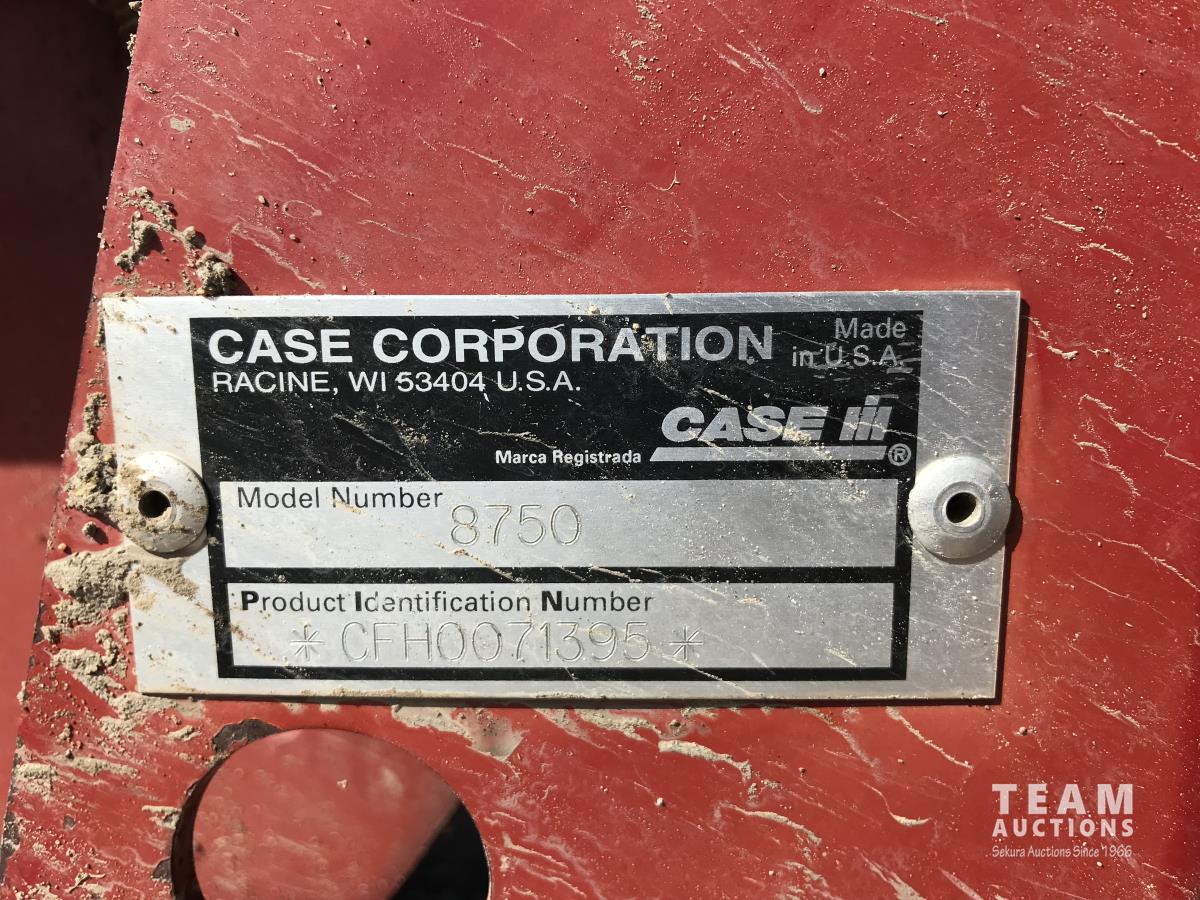 CASE CORPORATION
Made
in U.S.A.
RACINE, WI 53404 U.S.A.
CASE IH
Marca Registrada
®
Model Number
8750
Product Identification Number
* CFH0071395 *
TEAM
AUCTIONS
Sekura Auctions Since 1966